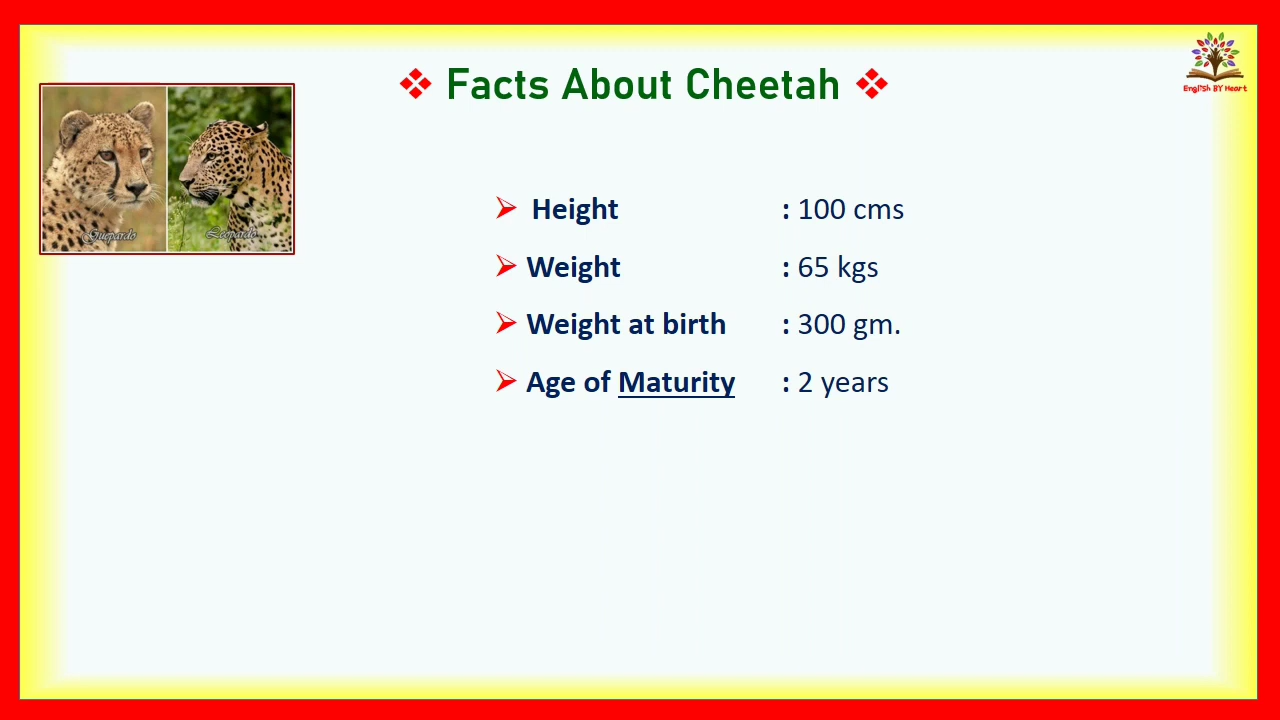 Facts About Cheetah
English BY Heart
Guepardo
Leopardo
Height : 100 cms
Weight : 65 kgs
Weight at birth : 300 gm.
Age of Maturity : 2 years